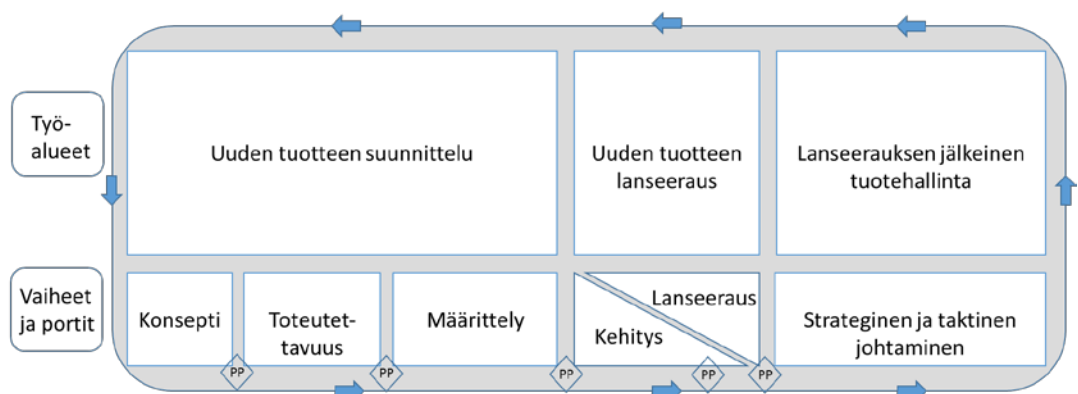 Työ-
alueet
Uuden tuotteen suunnittelu
Uuden tuotteen
lanseeraus
Lanseerauksen jälkeinen
tuotehallinta
Vaiheet
ja portit
Konsepti
Toteutet-
tavuus
Määrittely
Lanseeraus
Kehitys
Strateginen ja taktinen
johtaminen
PP
PP
PP
PP
PP